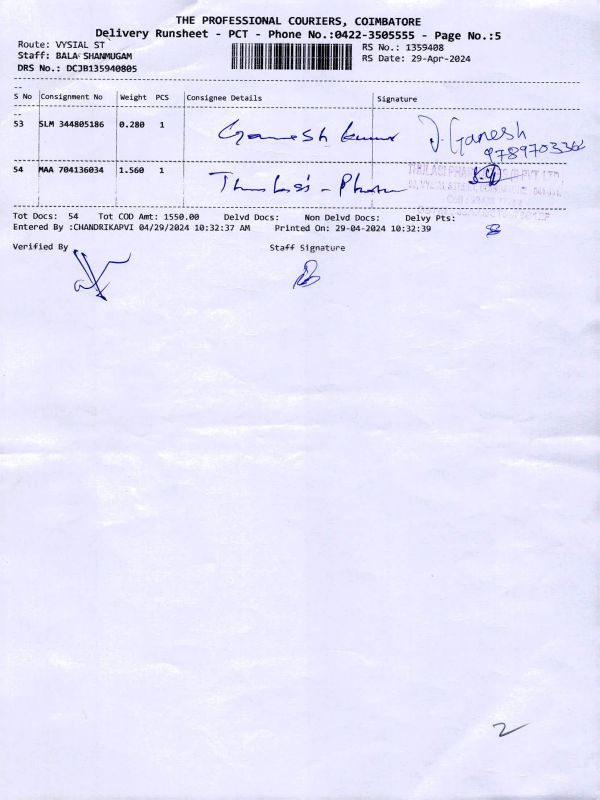 THE PROFESSIONAL COURIERS, COIMBATORE
Delivery Runsheet - PCT - Phone No.:0422-3505555 - Page No.:5
Route: VYSIAL ST
Staff: BALA SHANMUGAM
DRS No.: DCJB135940805
RS No.: 1359408
RS Date: 29-Apr-2024
S No Consignment No Weight PCS Consignee Details Signature
53 SLM 344805186 0.280 1 Ganesh kumar J. Ganesh
54 MAA 704136034 1.560 1 Thulasi - Pharma
Tot Docs: 54 Tot COD Amt: 1550.00 Delvd Docs: Non Delvd Docs: Delvy Pts:
Entered By :CHANDRIKAPVI 04/29/2024 10:32:37 AM Printed On: 29-04-2024 10:32:39
Verified By Staff Signature
2